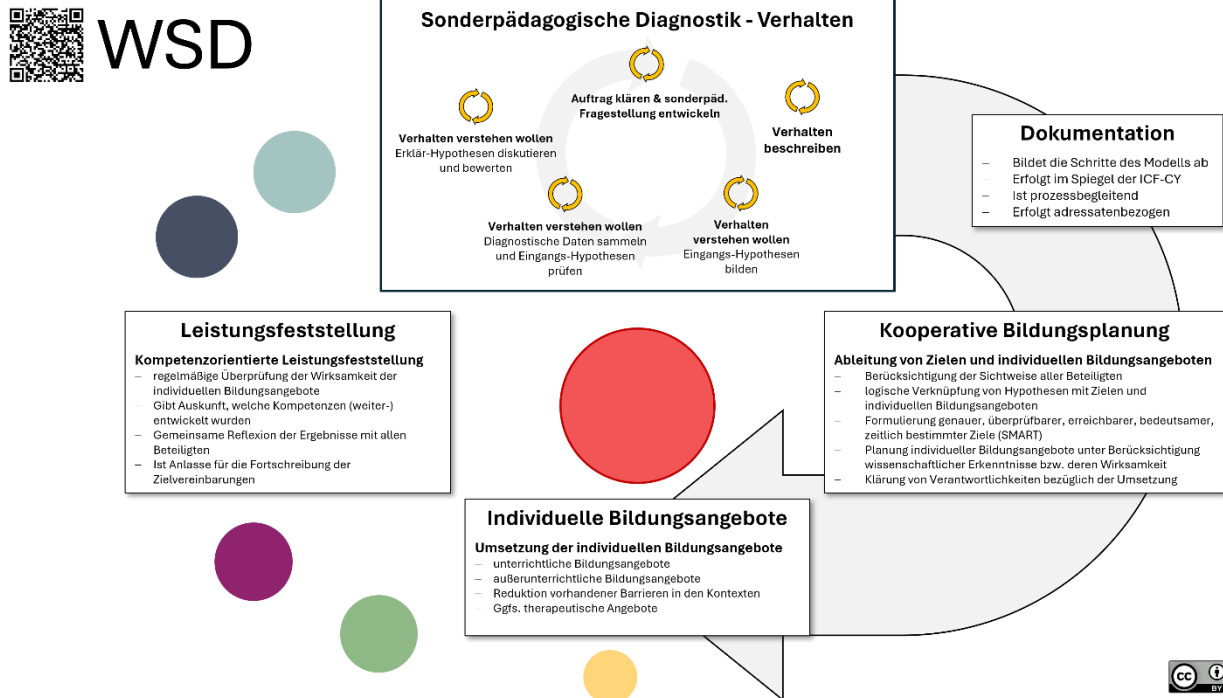 WSD
Sonderpädagogische Diagnostik - Verhalten
Auftrag klären & sonderpäd.
Fragestellung entwickeln
Verhalten
beschreiben
Verhalten
verstehen wollen
Eingangs-Hypothesen
bilden
Verhalten verstehen wollen
Diagnostische Daten sammeln
und Eingangs-Hypothesen
prüfen
Verhalten verstehen wollen
Erklär-Hypothesen diskutieren
und bewerten
Dokumentation
– Bildet die Schritte des Modells ab
– Erfolgt im Spiegel der ICF-CY
– Ist prozessbegleitend
– Erfolgt adressatenbezogen
Kooperative Bildungsplanung
Ableitung von Zielen und individuellen Bildungsangeboten
– Berücksichtigung der Sichtweise aller Beteiligten
– logische Verknüpfung von Hypothesen mit Zielen und
individuellen Bildungsangeboten
– Formulierung genauer, überprüfbarer, erreichbarer, bedeutsamer,
zeitlich bestimmter Ziele (SMART)
– Planung individueller Bildungsangebote unter Berücksichtigung
wissenschaftlicher Erkenntnisse bzw. deren Wirksamkeit
– Klärung von Verantwortlichkeiten bezüglich der Umsetzung
Individuelle Bildungsangebote
Umsetzung der individuellen Bildungsangebote
– unterrichtliche Bildungsangebote
– außerunterrichtliche Bildungsangebote
– Reduktion vorhandener Barrieren in den Kontexten
– Ggfs. therapeutische Angebote
Leistungsfeststellung
Kompetenzorientierte Leistungsfeststellung
– regelmäßige Überprüfung der Wirksamkeit der
individuellen Bildungsangebote
– Gibt Auskunft, welche Kompetenzen (weiter-)
entwickelt wurden
– Gemeinsame Reflexion der Ergebnisse mit allen
Beteiligten
– Ist Anlasse für die Fortschreibung der
Zielvereinbarungen
cc
BY